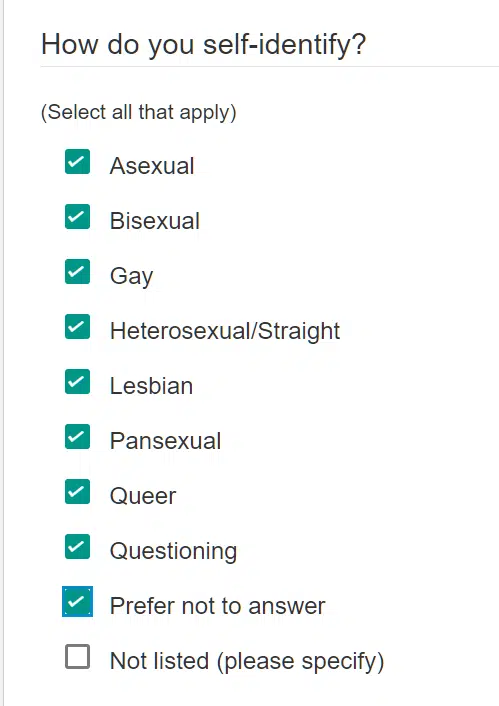 How do you self-identify?
(Select all that apply)
Asexual
Bisexual
Gay
Heterosexual/Straight
Lesbian
Pansexual
Queer
Questioning
Prefer not to answer
Not listed (please specify)